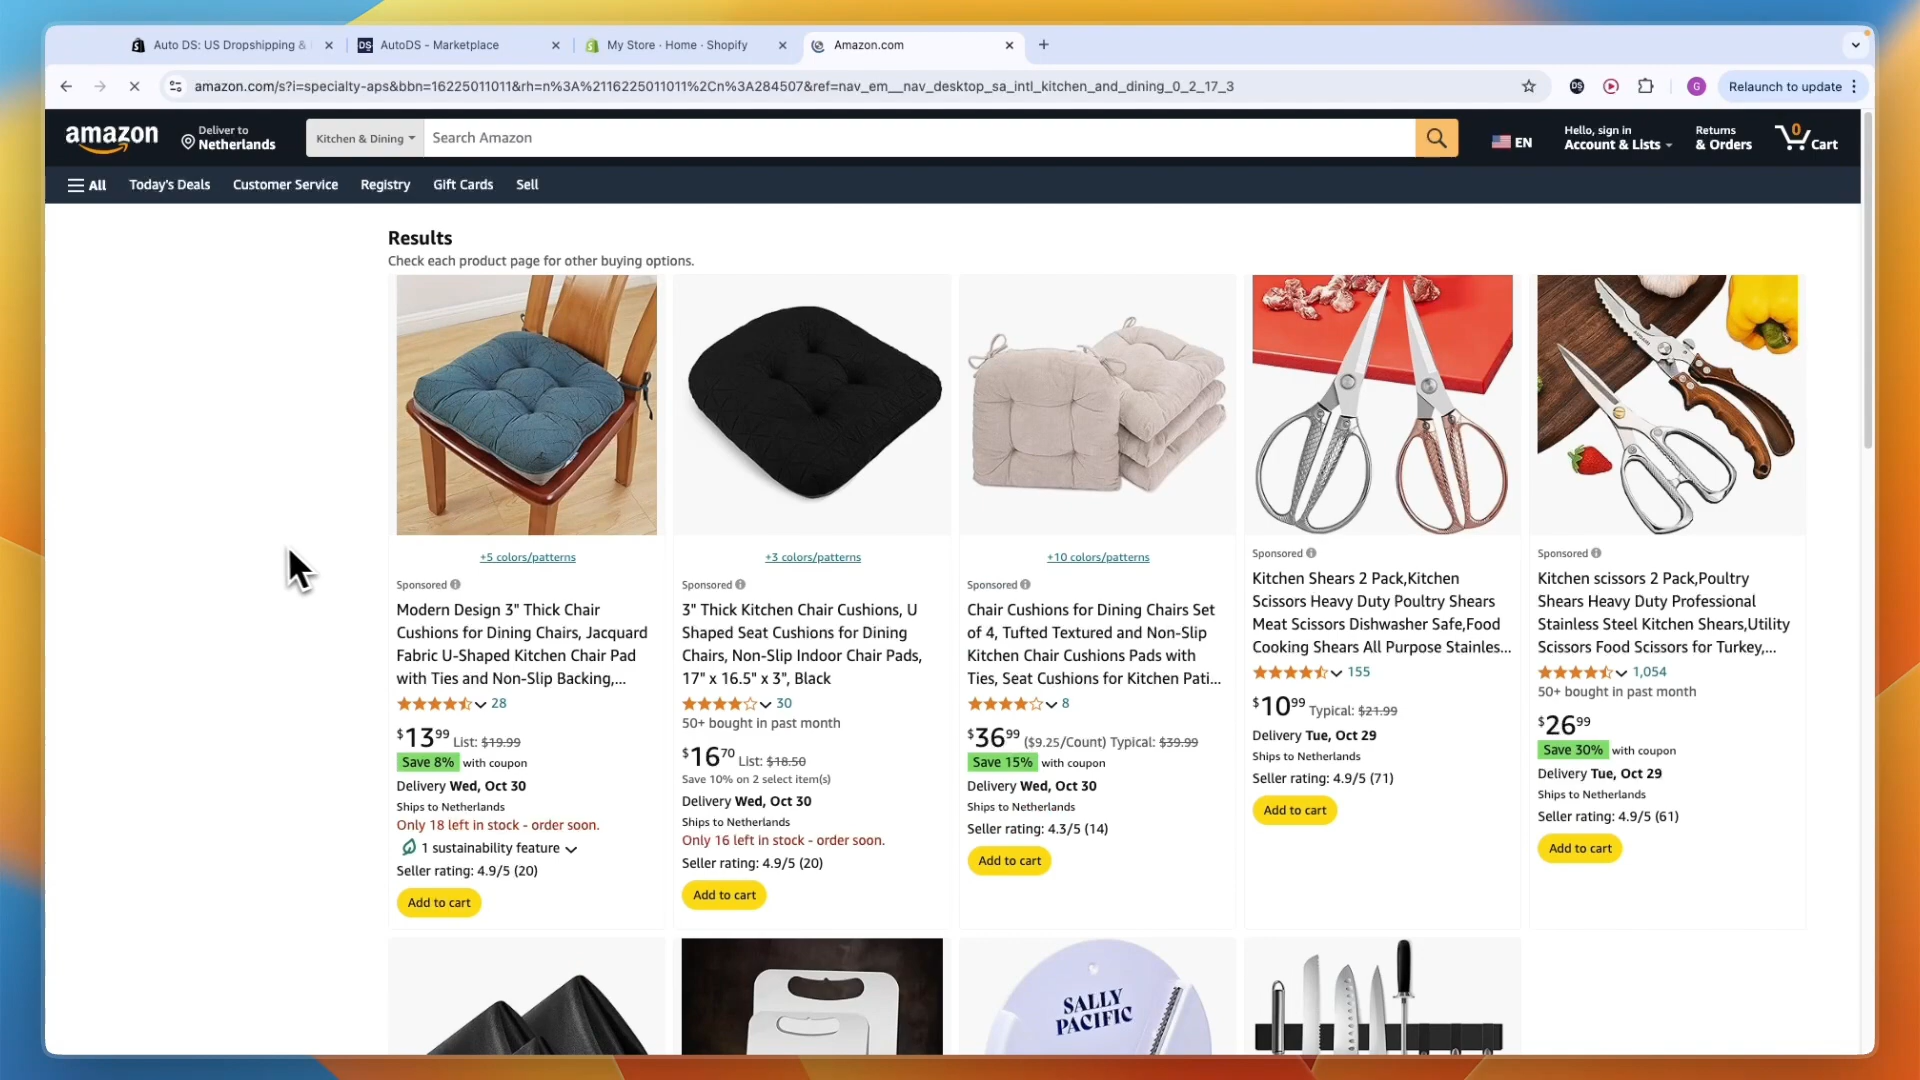 Auto DS: US Dropshipping &
AutoDS - Marketplace
My Store · Home · Shopify
Amazon.com
amazon.com/s?i=specialty-aps&bbn=16225011011&rh=n%3A%2116225011011%2Cn%3A284507&ref=nav_em__nav_desktop_sa_intl_kitchen_and_dining_0_2_17_3
G
Relaunch to update
amazon
Deliver to
Netherlands
Kitchen & Dining
Search Amazon
EN
Hello, sign in
Account & Lists
Returns
& Orders
0
Cart
All
Today's Deals
Customer Service
Registry
Gift Cards
Sell
Results
Check each product page for other buying options.
+5 colors/patterns
Sponsored
Modern Design 3" Thick Chair
Cushions for Dining Chairs, Jacquard
Fabric U-Shaped Kitchen Chair Pad
with Ties and Non-Slip Backing,...
28
$13.99 List: $19.99
Save 8% with coupon
Delivery Wed, Oct 30
Ships to Netherlands
Only 18 left in stock - order soon.
1 sustainability feature
Seller rating: 4.9/5 (20)
Add to cart
+3 colors/patterns
Sponsored
3" Thick Kitchen Chair Cushions, U
Shaped Seat Cushions for Dining
Chairs, Non-Slip Indoor Chair Pads,
17" x 16.5" x 3", Black
30
50+ bought in past month
$16.70 List: $18.50
Save 10% on 2 select item(s)
Delivery Wed, Oct 30
Ships to Netherlands
Only 16 left in stock - order soon.
Seller rating: 4.9/5 (20)
Add to cart
+10 colors/patterns
Sponsored
Chair Cushions for Dining Chairs Set
of 4, Tufted Textured and Non-Slip
Kitchen Chair Cushions Pads with
Ties, Seat Cushions for Kitchen Pati...
8
$36.99 ($9.25/Count) Typical: $39.99
Save 15% with coupon
Delivery Wed, Oct 30
Ships to Netherlands
Seller rating: 4.3/5 (14)
Add to cart
Sponsored
Kitchen Shears 2 Pack,Kitchen
Scissors Heavy Duty Poultry Shears
Meat Scissors Dishwasher Safe,Food
Cooking Shears All Purpose Stainles...
155
$10.99 Typical: $21.99
Delivery Tue, Oct 29
Ships to Netherlands
Seller rating: 4.9/5 (71)
Add to cart
Sponsored
Kitchen scissors 2 Pack,Poultry
Shears Heavy Duty Professional
Stainless Steel Kitchen Shears,Utility
Scissors Food Scissors for Turkey,...
1,054
50+ bought in past month
$26.99
Save 30% with coupon
Delivery Tue, Oct 29
Ships to Netherlands
Seller rating: 4.9/5 (61)
Add to cart
SALLY
PACIFIC